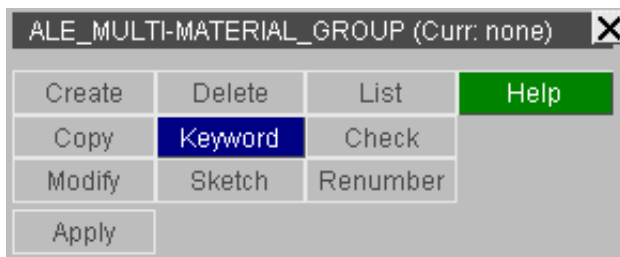 ALE_MULTI-MATERIAL_GROUP (Curr: none) X
Create Delete List Help
Copy Keyword Check
Modify Sketch Renumber
Apply